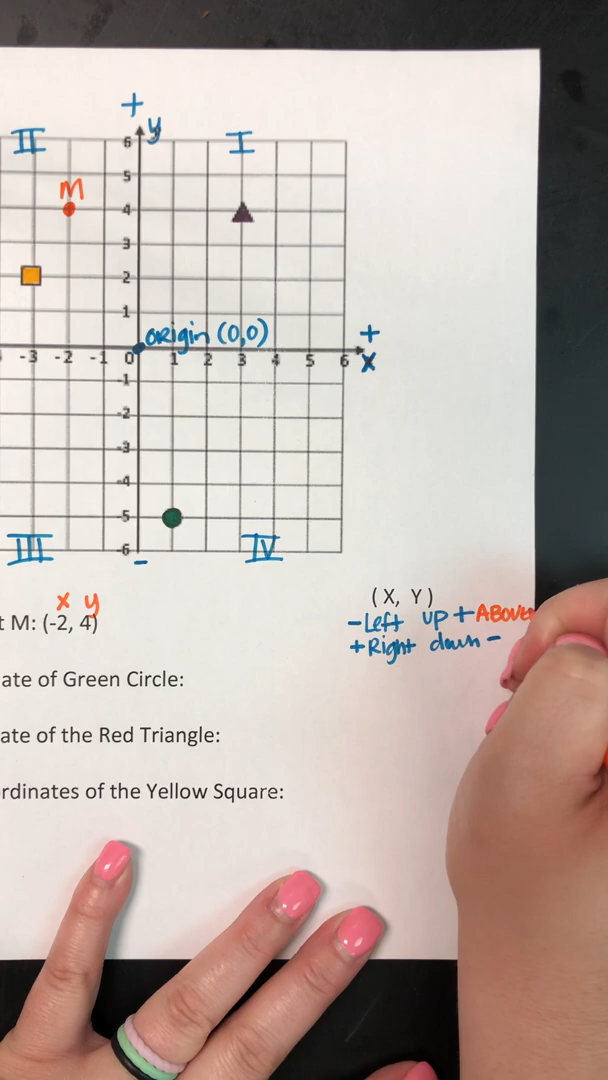 +
y
II
I
6
5
M
4
3
2
1
origin (0,0)
+
-3 -2 -1 0 1 2 3 4 5 6 x
-1
-2
-3
-4
-5
III
IV
-6
-
x y
t M: (-2, 4)
(X, Y)
-Left up + ABOVE
+Right down -
ate of Green Circle:
ate of the Red Triangle:
rdinates of the Yellow Square: